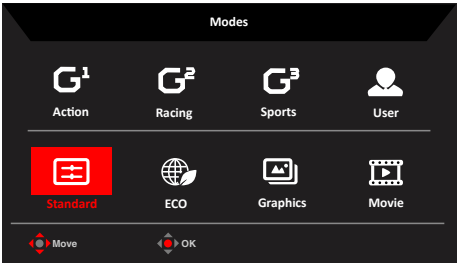 Modes
G1 G2 G3
Action Racing Sports User
Standard ECO Graphics Movie
Move OK